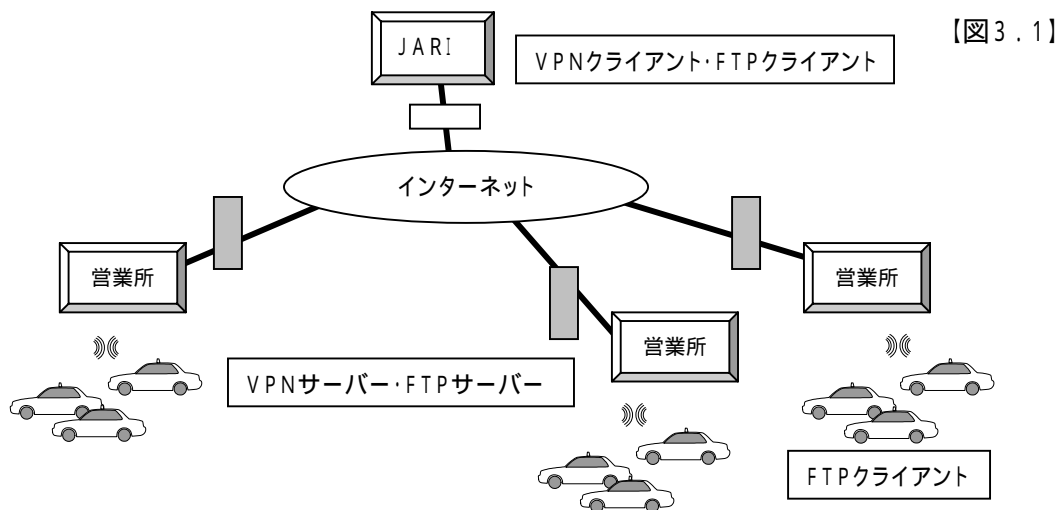 【図3.1】
JARI
VPNクライアント・FTPクライアント
インターネット
営業所
営業所
営業所
VPNサーバー・FTPサーバー
FTPクライアント